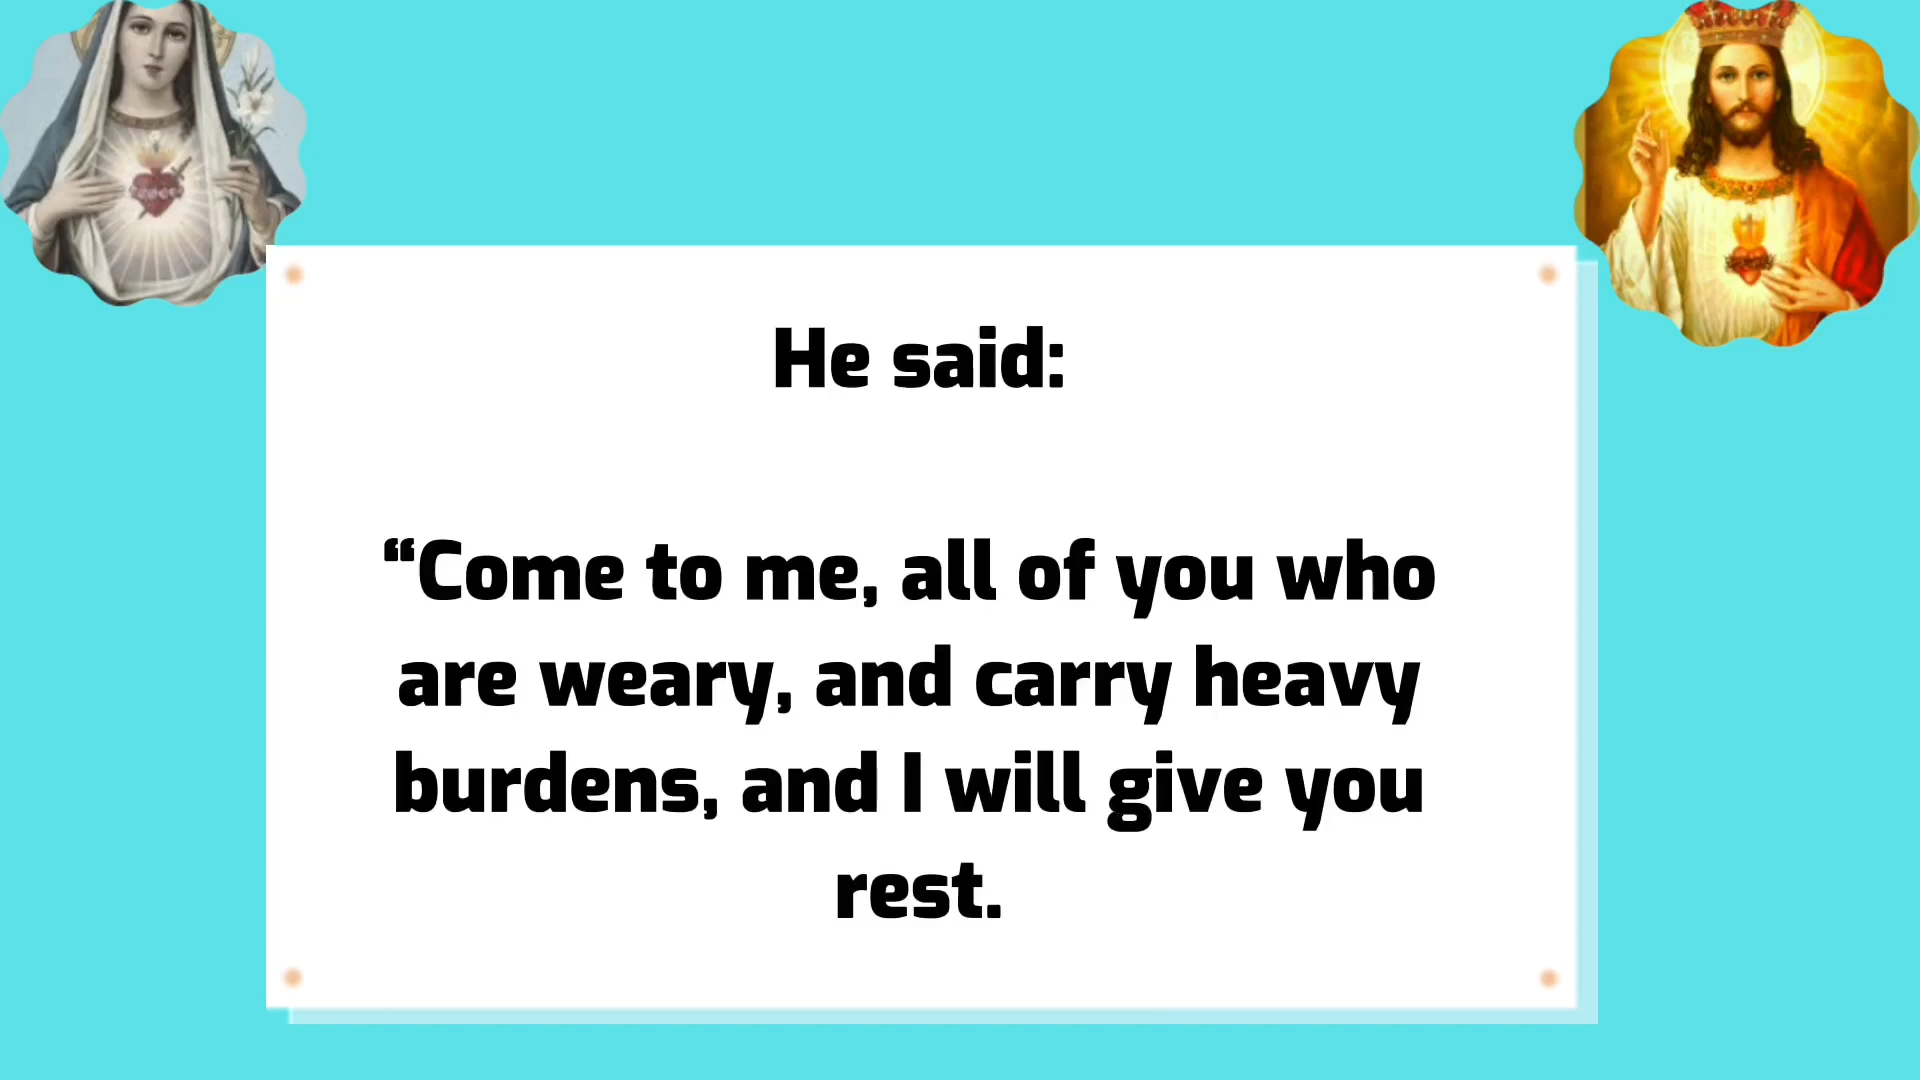 He said:
“Come to me, all of you who
are weary, and carry heavy
burdens, and I will give you
rest.